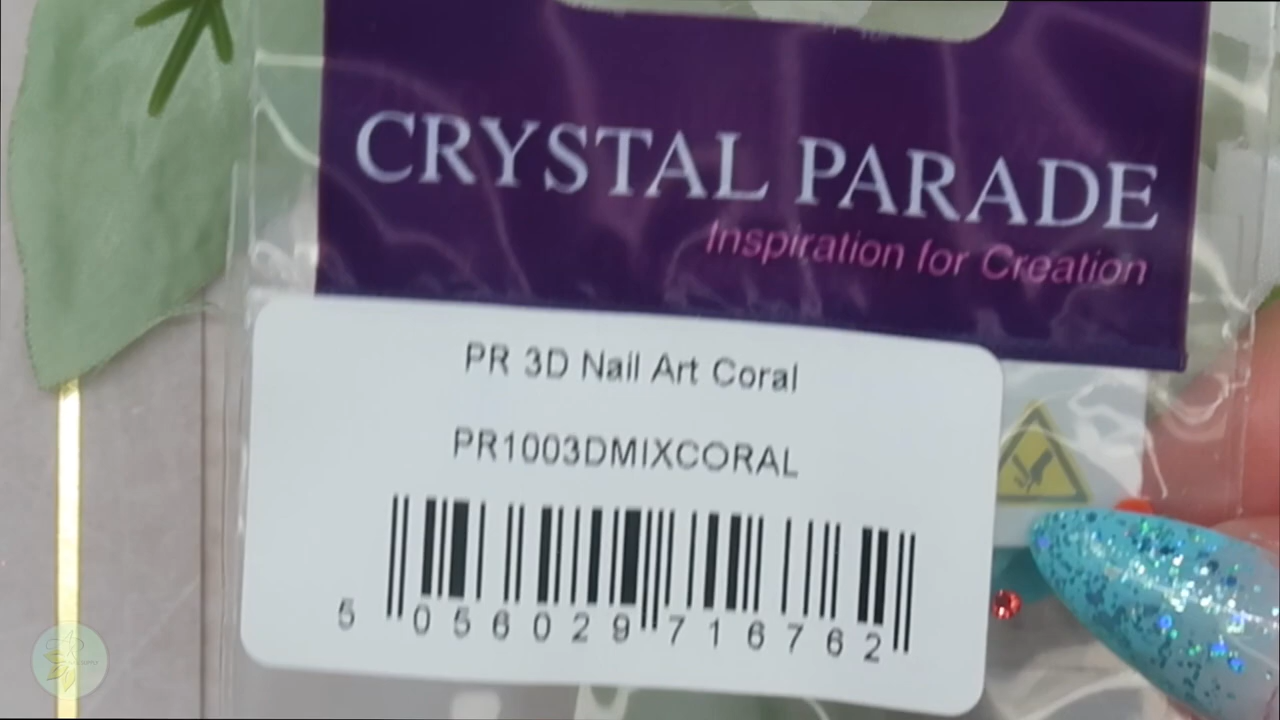 CRYSTAL PARADE
Inspiration for Creation
PR 3D Nail Art Coral
PR1003DMIXCORAL
5 056029 716762